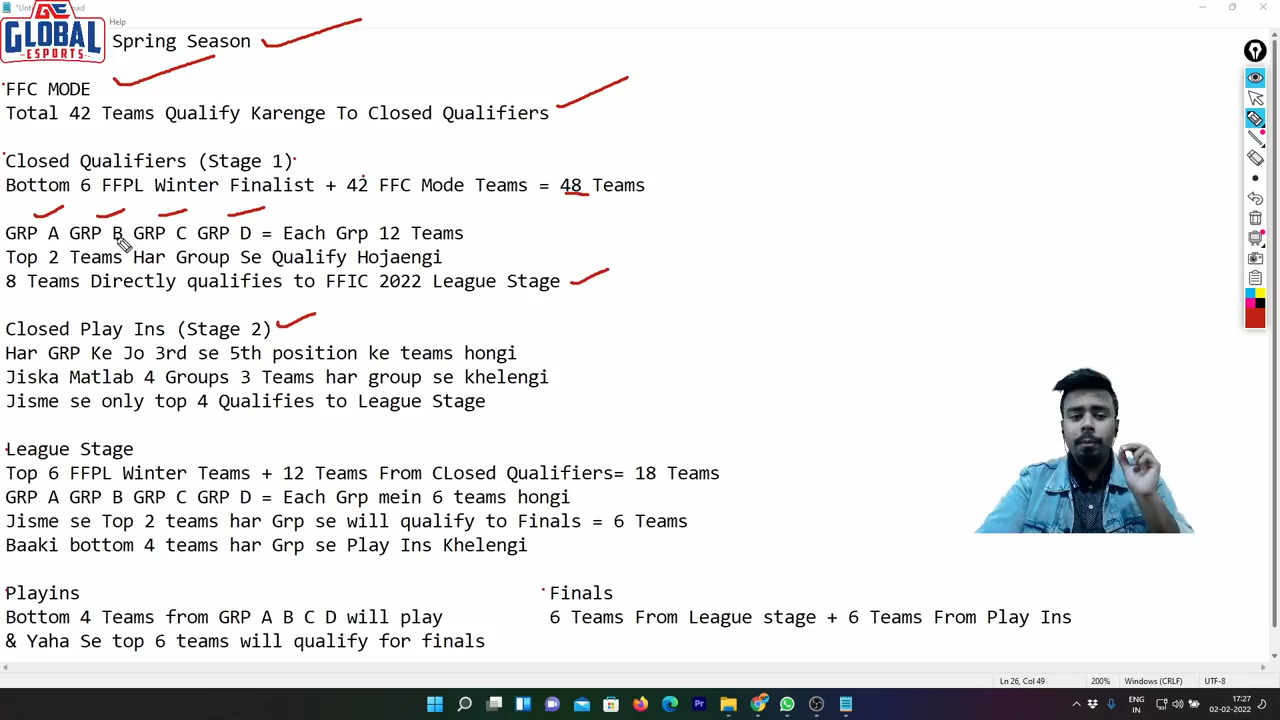 GE
GLOBAL
ESPORTS
Help
Spring Season
FFC MODE
Total 42 Teams Qualify Karenge To Closed Qualifiers
Closed Qualifiers (Stage 1)
Bottom 6 FFPL Winter Finalist + 42 FFC Mode Teams = 48 Teams
GRP A GRP B GRP C GRP D = Each Grp 12 Teams
Top 2 Teams Har Group Se Qualify Hojaengi
8 Teams Directly qualifies to FFIC 2022 League Stage
Closed Play Ins (Stage 2)
Har GRP Ke Jo 3rd se 5th position ke teams hongi
Jiska Matlab 4 Groups 3 Teams har group se khelengi
Jisme se only top 4 Qualifies to League Stage
League Stage
Top 6 FFPL Winter Teams + 12 Teams From CLosed Qualifiers= 18 Teams
GRP A GRP B GRP C GRP D = Each Grp mein 6 teams hongi
Jisme se Top 2 teams har Grp se will qualify to Finals = 6 Teams
Baaki bottom 4 teams har Grp se Play Ins Khelengi
Playins
Bottom 4 Teams from GRP A B C D will play
& Yaha Se top 6 teams will qualify for finals
Finals
6 Teams From League stage + 6 Teams From Play Ins
Ln 26, Col 49
200%
Windows (CRLF)
UTF-8
Pr
ENG
IN
17:27
02-02-2022